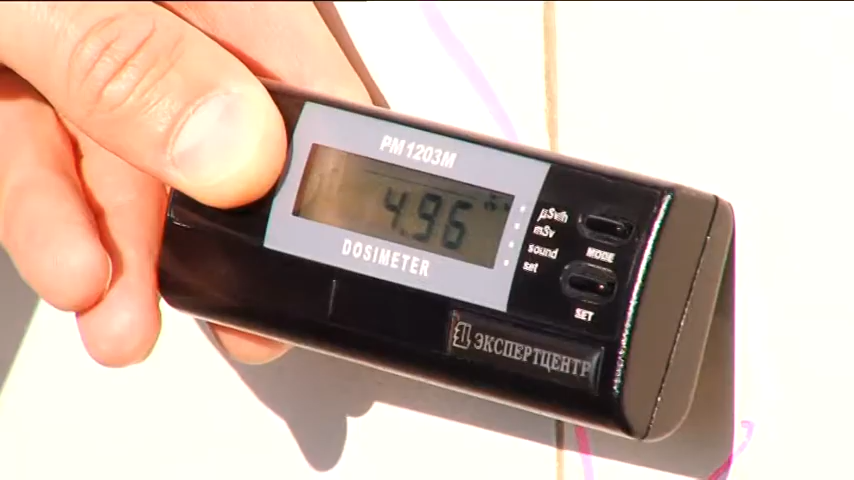 PM1203M
4.96
µSv/h
mSv
sound
set
MODE
SET
DOSIMETER
ЭКСПЕРТЦЕНТР